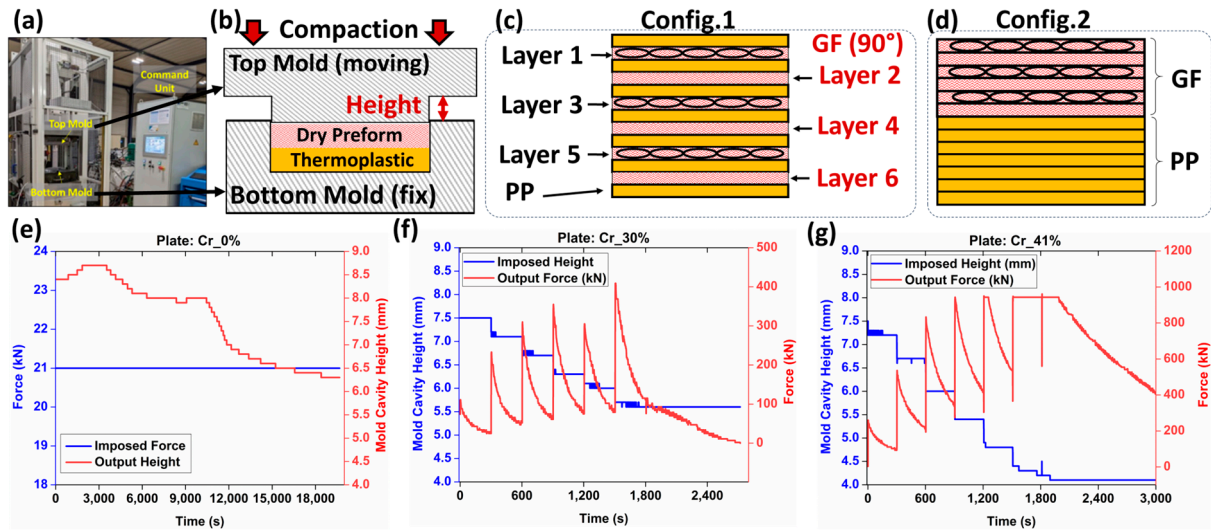 (a)
Command
Unit
Top Mold
Bottom Mold
(b)
Compaction
Top Mold (moving)
Height
Dry Preform
Thermoplastic
Bottom Mold (fix)
(c)
Config.1
Layer 1
GF (90°)
Layer 2
Layer 3
Layer 4
Layer 5
Layer 6
PP
(d)
Config.2
GF
PP
(e)
Plate: Cr_0%
24
23
22
21
20
19
18
Force (kN)
9.0
8.5
8.0
7.5
7.0
6.5
6.0
5.5
5.0
4.5
4.0
Mold Cavity Height (mm)
Imposed Force
Output Height
0 3,000 6,000 9,000 12,000 15,000 18,000
Time (s)
(f)
Plate: Cr_30%
9.0
8.5
8.0
7.5
7.0
6.5
6.0
5.5
5.0
4.5
4.0
Mold Cavity Height (mm)
Imposed Height
Output Force (kN)
500
400
300
200
100
0
Force (kN)
0 600 1,200 1,800 2,400
Time (s)
(g)
Plate: Cr_41%
9.0
8.5
8.0
7.5
7.0
6.5
6.0
5.5
5.0
4.5
4.0
Mold Cavity Height (mm)
Imposed Height (mm)
Output Force (kN)
1200
1000
800
600
400
200
0
Force (kN)
0 600 1,200 1,800 2,400 3,000
Time (s)